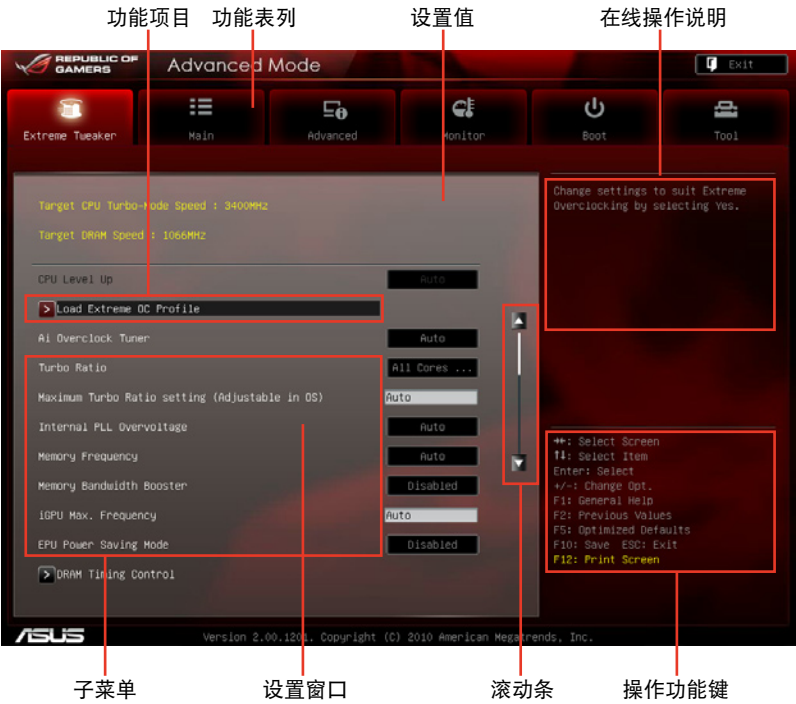 功能项目 功能表列 设置值 在线操作说明
REPUBLIC OF
GAMERS
Advanced Mode
Exit
Extreme Tweaker
Main
Advanced
Monitor
Boot
Tool
Target CPU Turbo-Mode Speed : 3400MHz
Target DRAM Speed : 1066MHz
CPU Level Up Auto
Load Extreme OC Profile
Ai Overclock Tuner Auto
Turbo Ratio All Cores ...
Maximum Turbo Ratio setting (Adjustable in OS) Auto
Internal PLL Overvoltage Auto
Memory Frequency Auto
Memory Bandwidth Booster Disabled
iGPU Max. Frequency Auto
EPU Power Saving Mode Disabled
DRAM Timing Control
Change settings to suit Extreme
Overclocking by selecting Yes.
→←: Select Screen
↑↓: Select Item
Enter: Select
+/-: Change Opt.
F1: General Help
F2: Previous Values
F5: Optimized Defaults
F10: Save ESC: Exit
F12: Print Screen
ASUS
Version 2.00.1201. Copyright (C) 2010 American Megatrends, Inc.
子菜单 设置窗口 滚动条 操作功能键